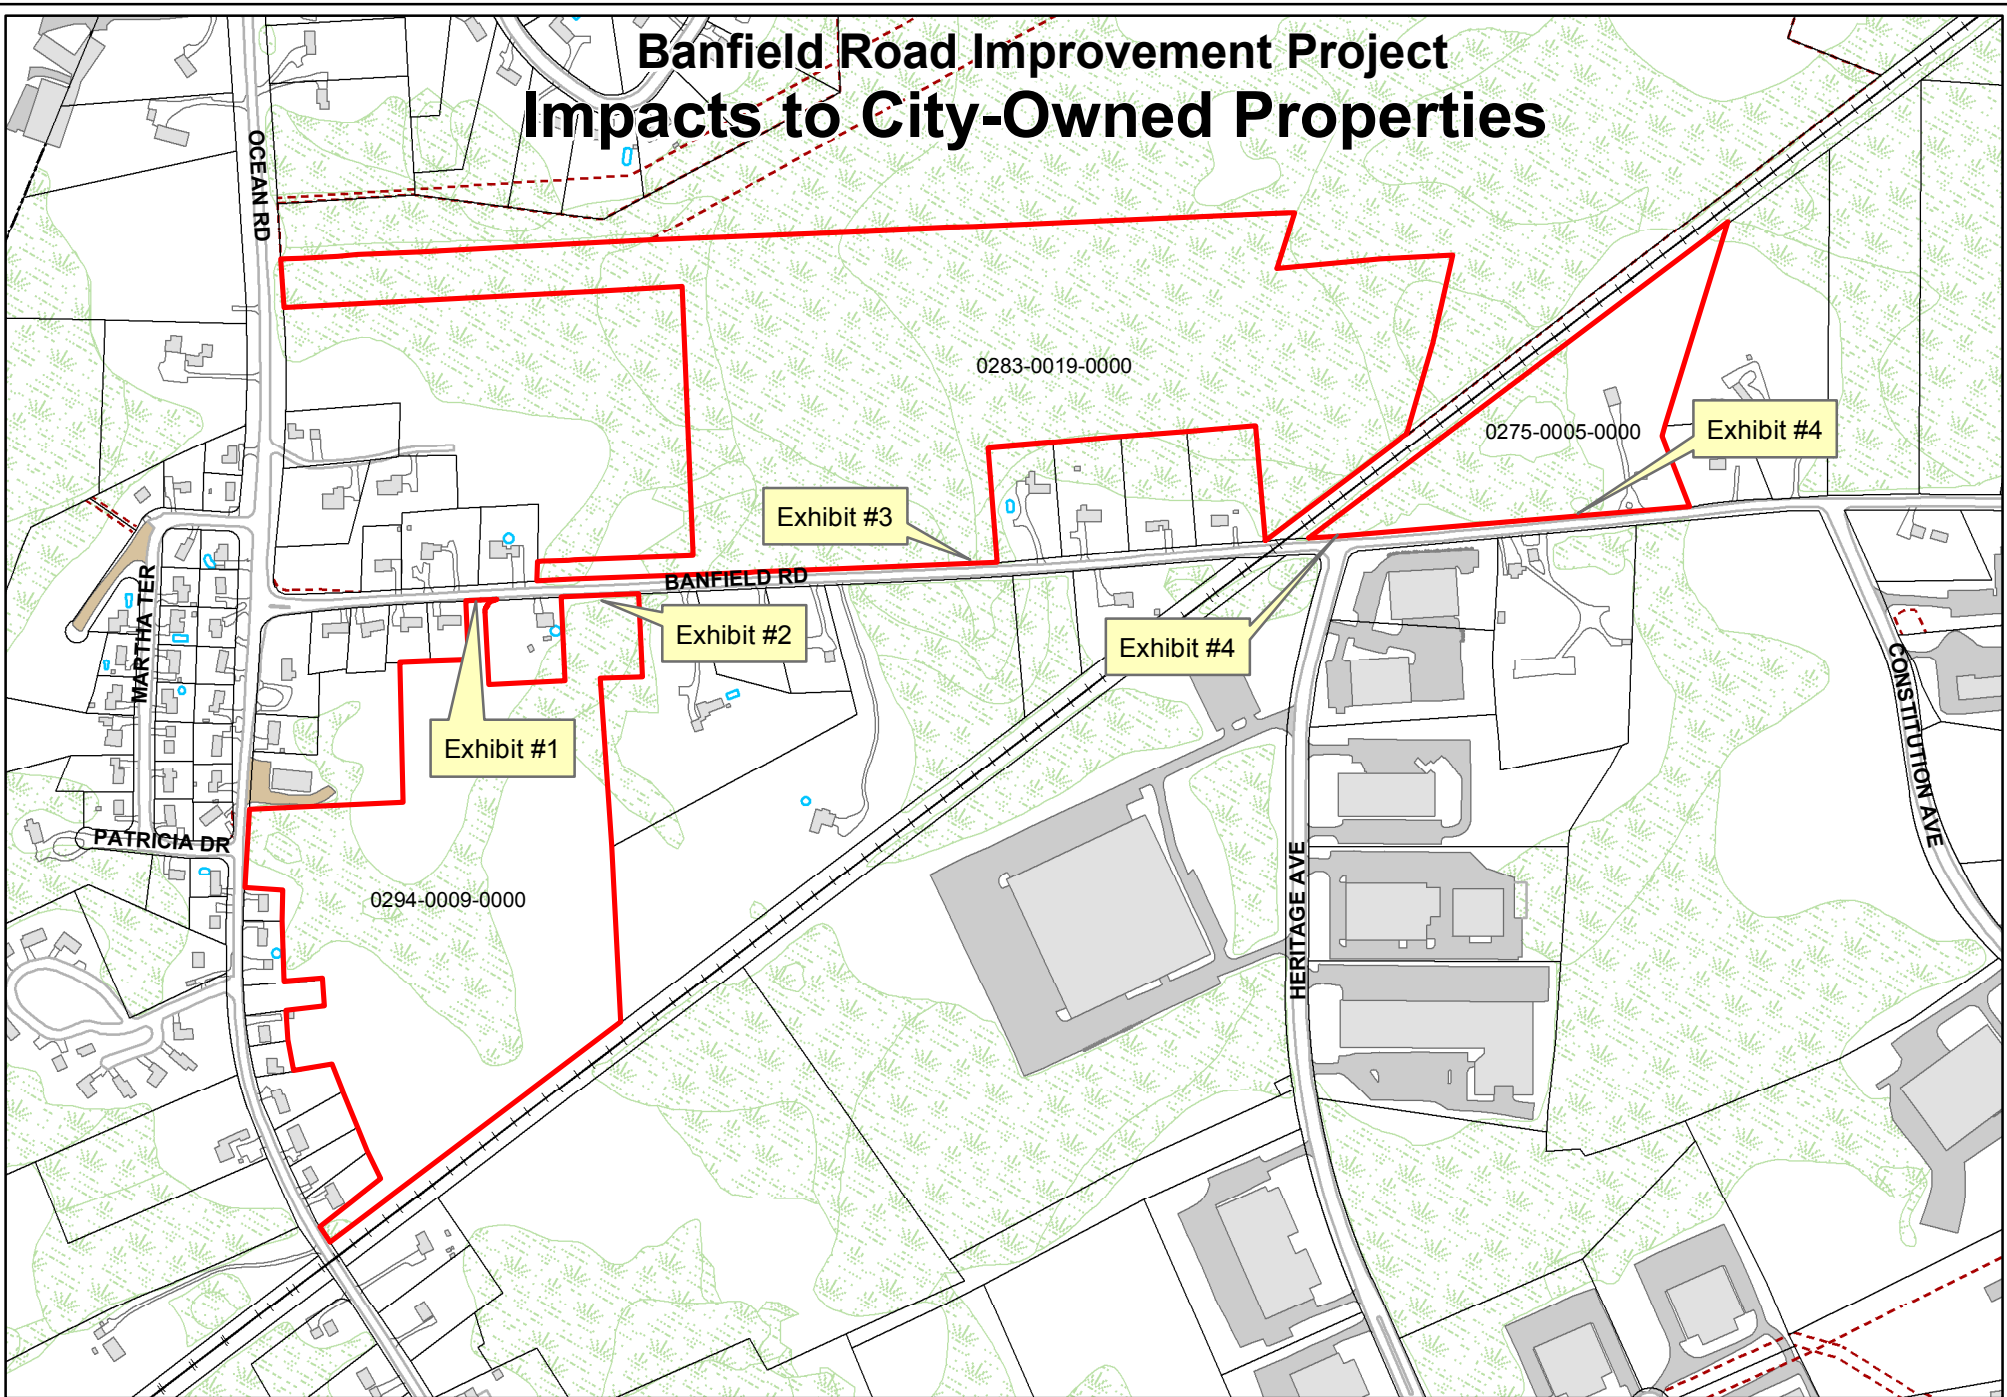 Banfield Road Improvement Project
Impacts to City-Owned Properties
OCEAN RD
0283-0019-0000
0275-0005-0000
Exhibit #4
Exhibit #3
BANFIELD RD
MARTHA TER
Exhibit #2
Exhibit #4
Exhibit #1
CONSTITUTION AVE
PATRICIA DR
0294-0009-0000
HERITAGE AVE